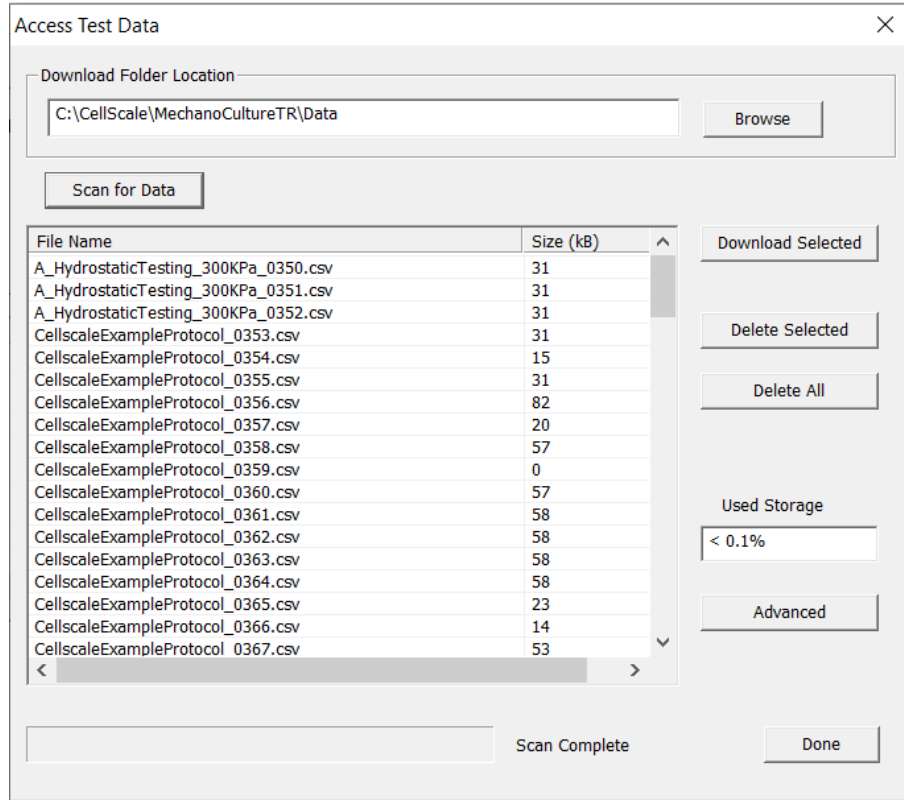 Access Test Data
Download Folder Location
C:\CellScale\MechanoCultureTR\Data
Browse
Scan for Data
File Name Size (kB)
A_HydrostaticTesting_300KPa_0350.csv 31
A_HydrostaticTesting_300KPa_0351.csv 31
A_HydrostaticTesting_300KPa_0352.csv 31
CellscaleExampleProtocol_0353.csv 31
CellscaleExampleProtocol_0354.csv 15
CellscaleExampleProtocol_0355.csv 31
CellscaleExampleProtocol_0356.csv 82
CellscaleExampleProtocol_0357.csv 20
CellscaleExampleProtocol_0358.csv 57
CellscaleExampleProtocol_0359.csv 0
CellscaleExampleProtocol_0360.csv 57
CellscaleExampleProtocol_0361.csv 58
CellscaleExampleProtocol_0362.csv 58
CellscaleExampleProtocol_0363.csv 58
CellscaleExampleProtocol_0364.csv 58
CellscaleExampleProtocol_0365.csv 23
CellscaleExampleProtocol_0366.csv 14
CellscaleExampleProtocol_0367.csv 53
Download Selected
Delete Selected
Delete All
Used Storage
< 0.1%
Advanced
Scan Complete
Done